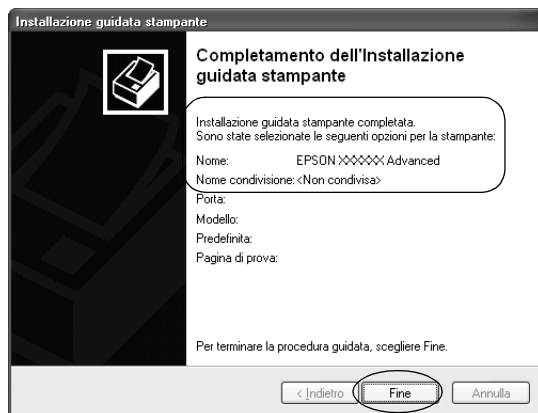 Installazione guidata stampante
Completamento dell'Installazione
guidata stampante
Installazione guidata stampante completata.
Sono state selezionate le seguenti opzioni per la stampante:
Nome: EPSON XXXXXX Advanced
Nome condivisione: <Non condivisa>
Porta:
Modello:
Predefinita:
Pagina di prova:
Per terminare la procedura guidata, scegliere Fine.
< Indietro Fine Annulla